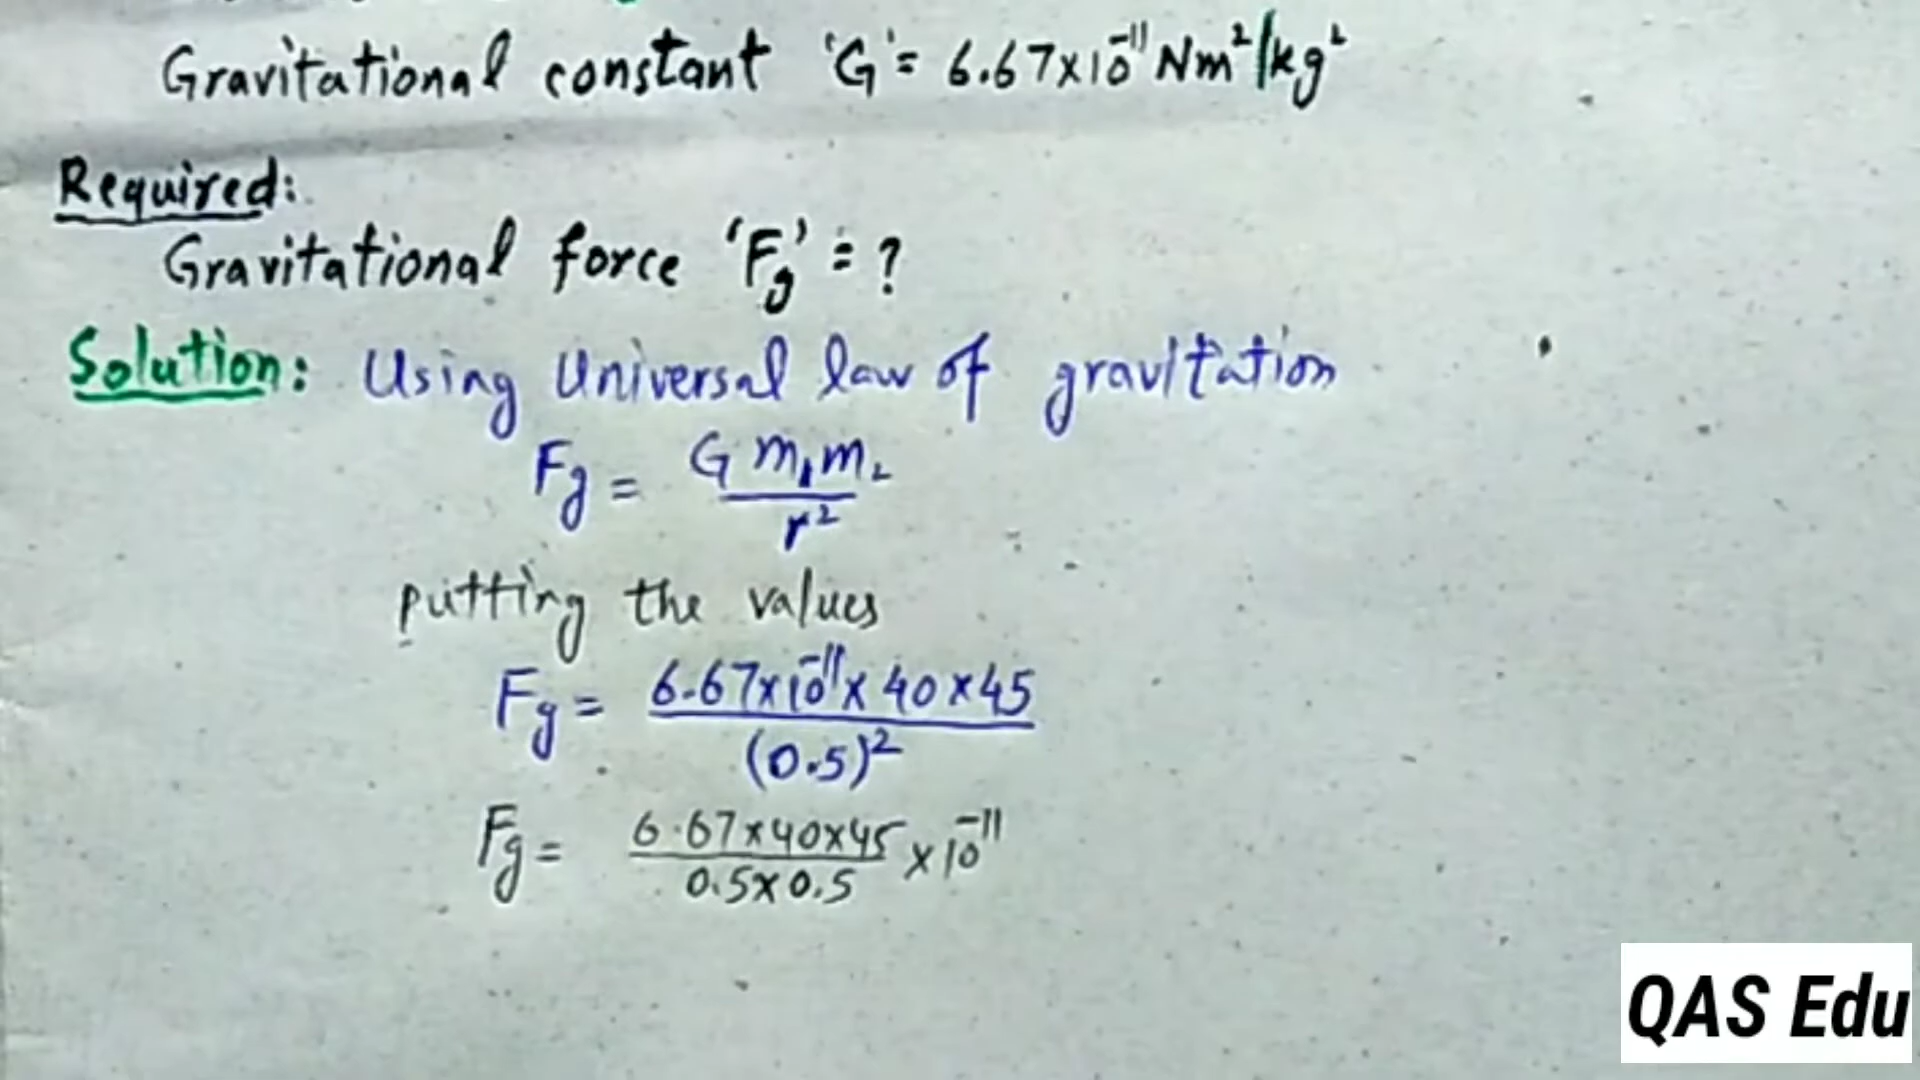 Gravitational constant 'G' = 6.67×10⁻¹¹ Nm²/kg²
Required:
Gravitational force 'Fg' = ?
Solution: Using Universal law of gravitation
Fg = G m₁m₂ / r²
putting the values
Fg = 6.67×10⁻¹¹ × 40 × 45 / (0.5)²
Fg = 6.67×40×45 / 0.5×0.5 × 10⁻¹¹
QAS Edu